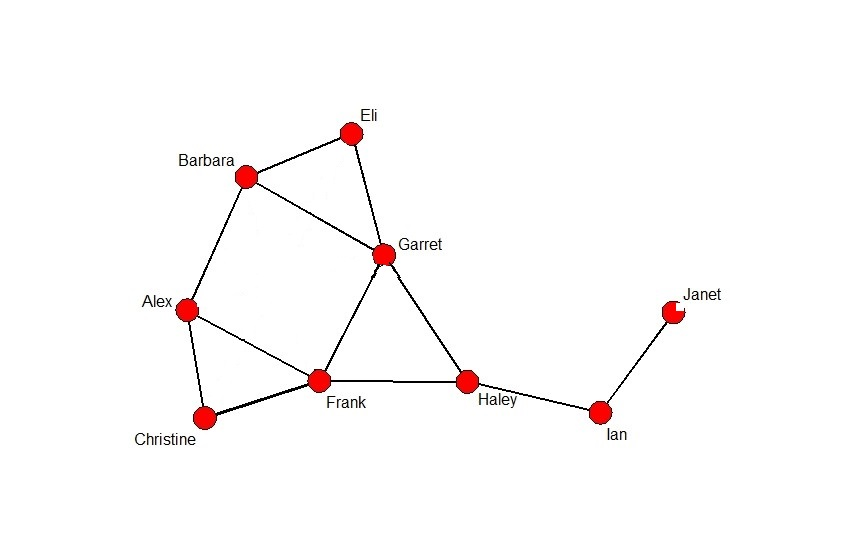 Eli
Barbara
Garret
Alex
Janet
Frank
Haley
Christine
Ian